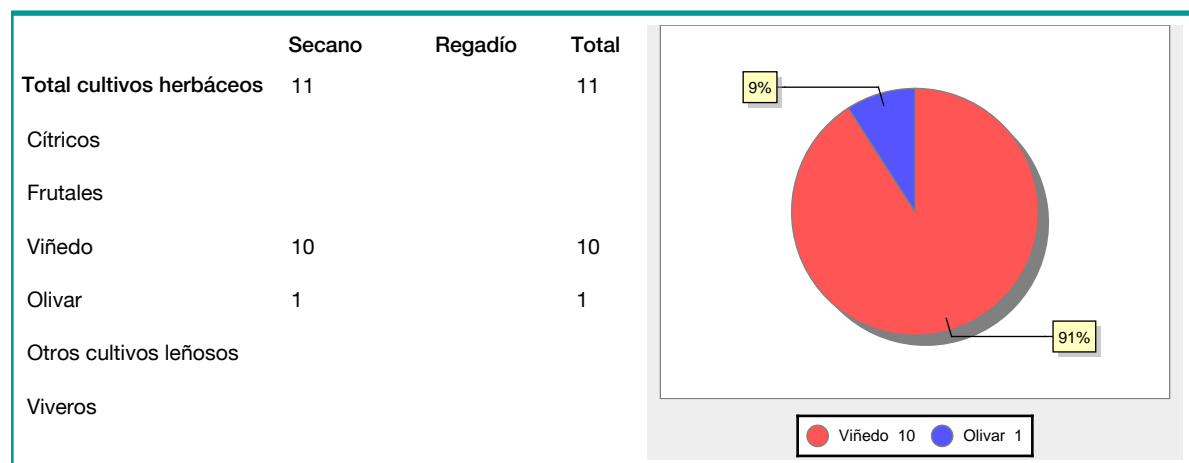 Secano Regadío Total
Total cultivos herbáceos 11 11
Cítricos
Frutales
Viñedo 10 10
Olivar 1 1
Otros cultivos leñosos
Viveros
9%
91%
Viñedo 10 Olivar 1